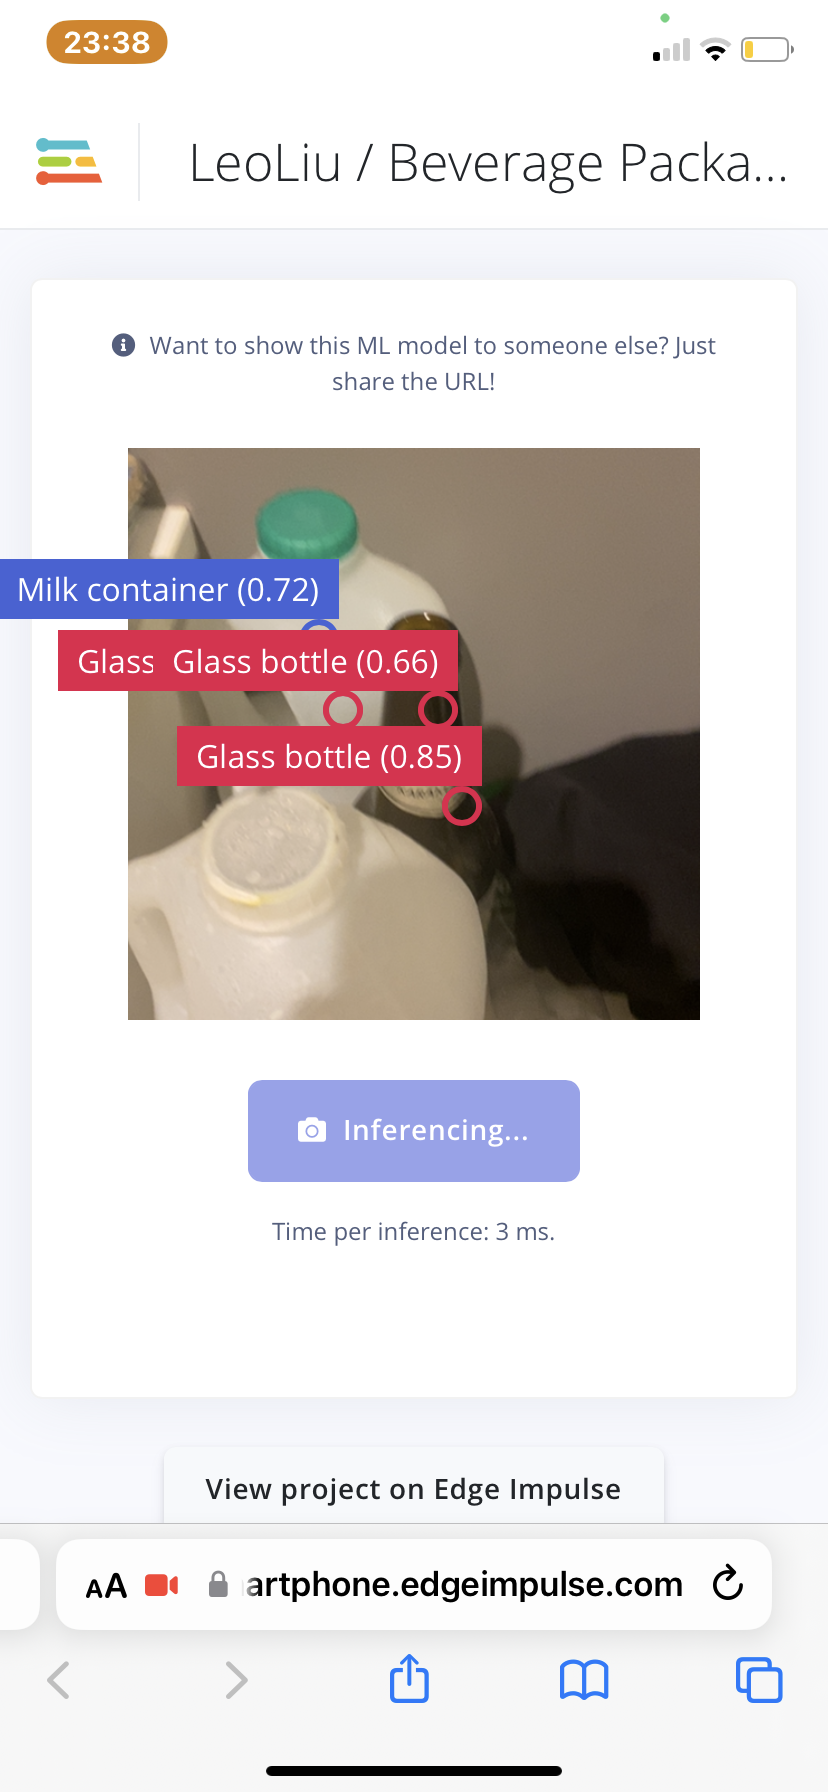 23:38
LeoLiu / Beverage Packa...
Want to show this ML model to someone else? Just
share the URL!
Milk container (0.72)
Glass Glass bottle (0.66)
Glass bottle (0.85)
Inferencing...
Time per inference: 3 ms.
View project on Edge Impulse
AA artphone.edgeimpulse.com